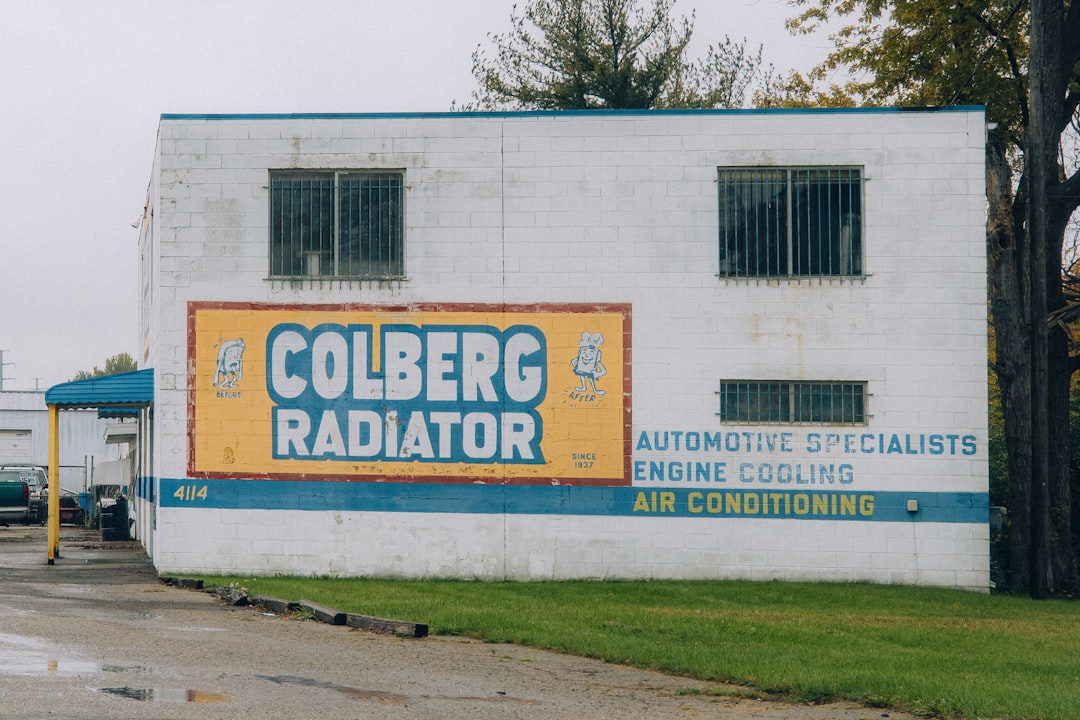 COLBERG
RADIATOR
BEFORE
AFTER
SINCE
1937
4114
AUTOMOTIVE SPECIALISTS
ENGINE COOLING
AIR CONDITIONING